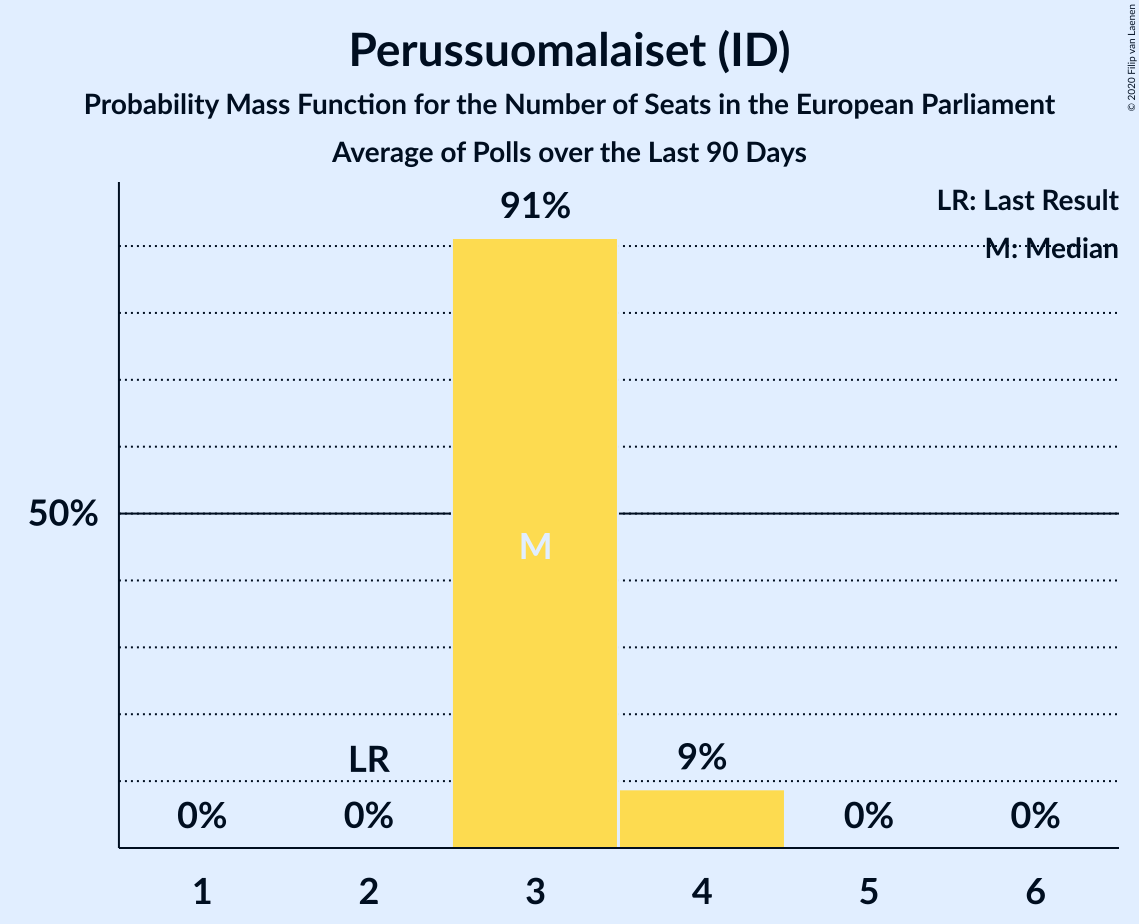 Perussuomalaiset (ID)
Probability Mass Function for the Number of Seats in the European Parliament
Average of Polls over the Last 90 Days
© 2020 Filip van Laenen
LR: Last Result
M: Median
91%
50%
M
LR
9%
0%
0%
0%
0%
1
2
3
4
5
6